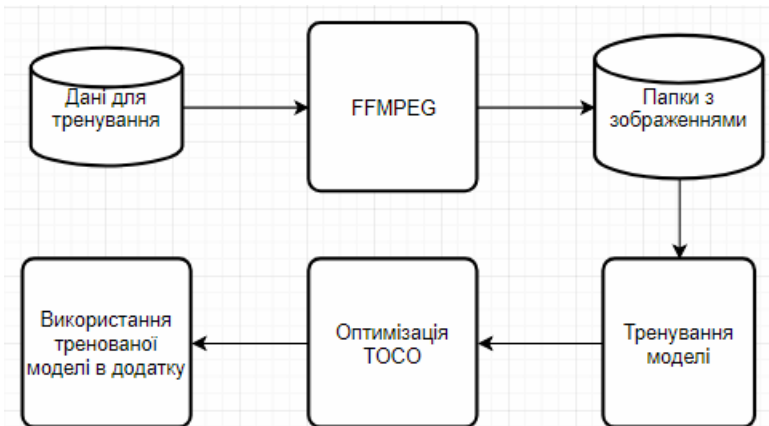 Дані для
тренування
FFMPEG
Папки з
зображеннями
Тренування
моделі
Оптимізація
TOCO
Використання
тренованої
моделі в додатку